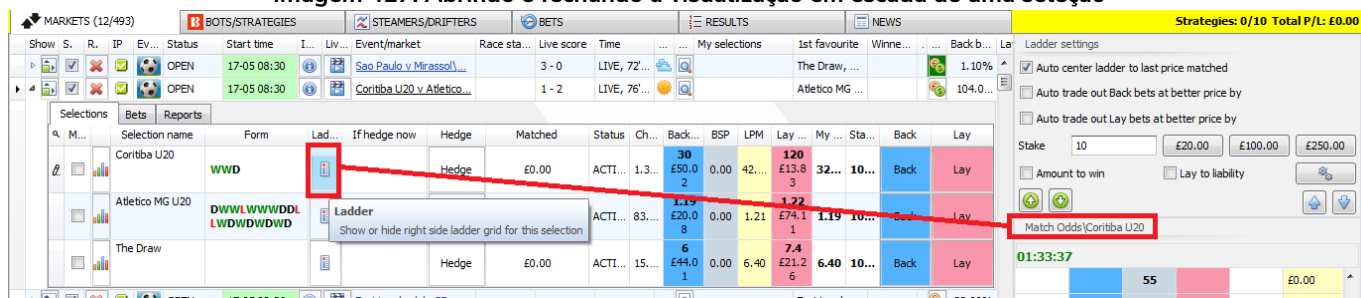 MARKETS (12/493) BOTS/STRATEGIES STEAMERS/DRIFTERS BETS RESULTS NEWS Strategies: 0/10 Total P/L: £0.00
Show S. R. IP Ev... Status Start time I... Liv... Event/market Race sta... Live score Time ... ... My selections 1st favourite Winne... . ... Back b... La
OPEN 17-05 08:30 Sao Paulo v Mirassol\... 3 - 0 LIVE, 72'... The Draw, ... 1.10%
OPEN 17-05 08:30 Coritiba U20 v Atletico... 1 - 2 LIVE, 76'... Atletico MG ... 104.0...
Selections Bets Reports
M... Selection name Form Lad... If hedge now Hedge Matched Status Ch... Back... BSP LPM Lay ... My ... Sta... Back Lay
Coritiba U20 WWD Hedge £0.00 ACTI... 1.3... 30 £50.0 2 0.00 42.... 120 £13.8 3 32... 10... Back Lay
Atletico MG U20 DWWLWWWDDL LWDWDWDWD ACTI... 83.... 1.19 £20.0 8 0.00 1.21 1.22 £74.1 1 1.19 10... Back Lay
Ladder
Show or hide right side ladder grid for this selection
The Draw Hedge £0.00 ACTI... 15.... 6 £44.0 1 0.00 6.40 7.4 £21.2 6 6.40 10... Back Lay
Ladder settings
Auto center ladder to last price matched
Auto trade out Back bets at better price by
Auto trade out Lay bets at better price by
Stake 10 £20.00 £100.00 £250.00
Amount to win Lay to liability
Match Odds\Coritiba U20
01:33:37
55 £0.00